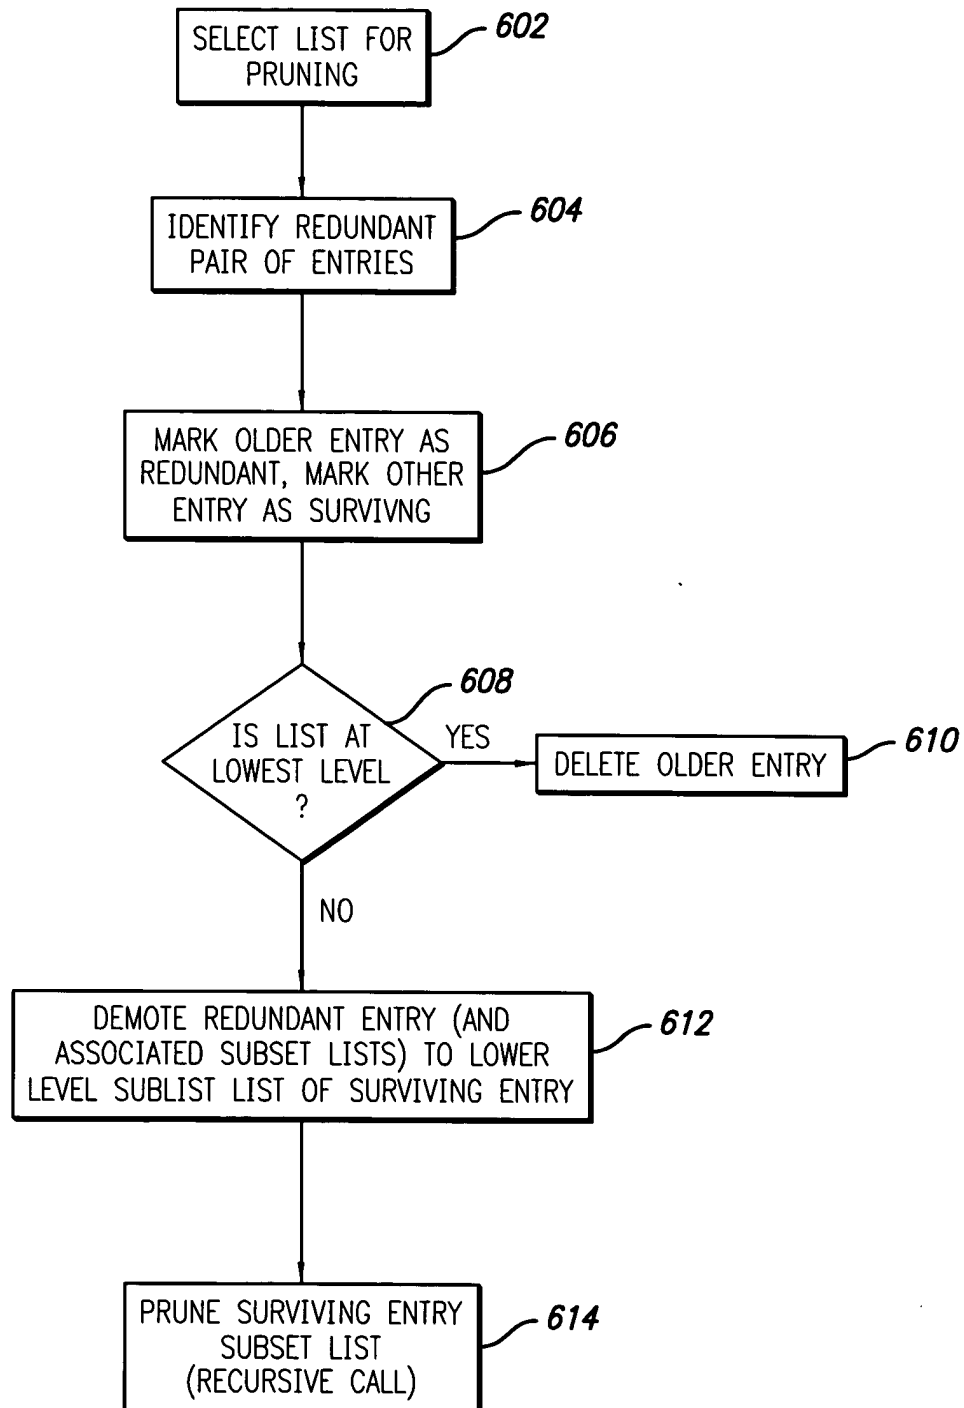 SELECT LIST FOR
PRUNING
602
IDENTIFY REDUNDANT
PAIR OF ENTRIES
604
MARK OLDER ENTRY AS
REDUNDANT, MARK OTHER
ENTRY AS SURVIVNG
606
IS LIST AT
LOWEST LEVEL
?
608
YES
DELETE OLDER ENTRY
610
NO
DEMOTE REDUNDANT ENTRY (AND
ASSOCIATED SUBSET LISTS) TO LOWER
LEVEL SUBLIST LIST OF SURVIVING ENTRY
612
PRUNE SURVIVING ENTRY
SUBSET LIST
(RECURSIVE CALL)
614